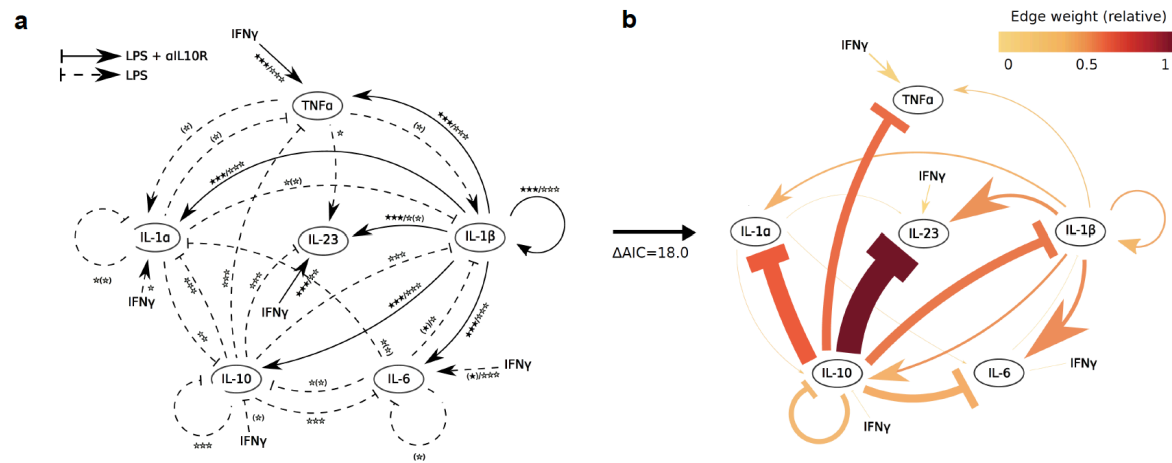 a
LPS + αIL10R
LPS
IFNγ
★★★/☆☆☆
TNFα
(☆)
(☆)
☆
(☆)
★★★/☆☆☆
★★★/☆☆☆
☆(☆)
★★★/☆☆☆
IL-1α
IL-23
★★★/☆(☆)
IL-1β
☆(☆)
☆
IFNγ
☆☆☆
☆☆☆
☆☆☆
☆☆☆
★★★/☆☆
IFNγ
★★★/☆☆☆
★★★/☆☆☆
☆☆
☆(☆)
(★)/☆
IL-10
☆(☆)
IL-6
IFNγ
(★)/☆☆☆
☆☆☆
☆☆☆
(☆)
IFNγ
(☆)
ΔAIC=18.0
b
Edge weight (relative)
0 0.5 1
IFNγ
TNFα
IFNγ
IL-1α
IL-23
IL-1β
IL-10
IL-6
IFNγ
IFNγ